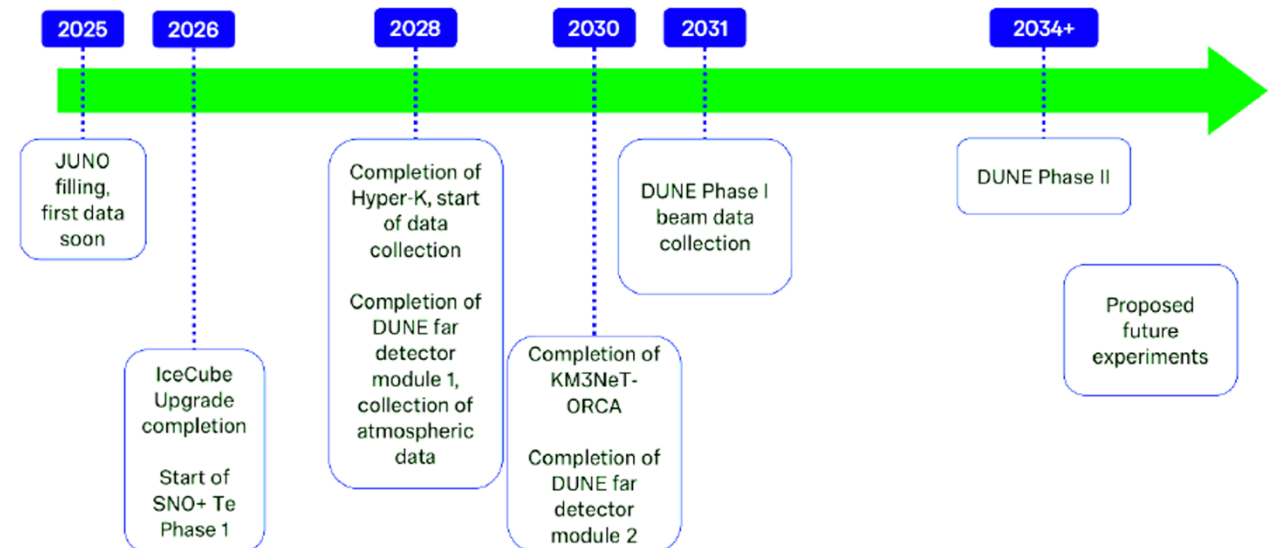 2025
2026
2028
2030
2031
2034+
JUNO
filling,
first data
soon
IceCube
Upgrade
completion
Start of
SNO+ Te
Phase 1
Completion of
Hyper-K, start
of data
collection
Completion of
DUNE far
detector
module 1,
collection of
atmospheric
data
Completion of
KM3NeT-
ORCA
Completion of
DUNE far
detector
module 2
DUNE Phase I
beam data
collection
DUNE Phase II
Proposed
future
experiments